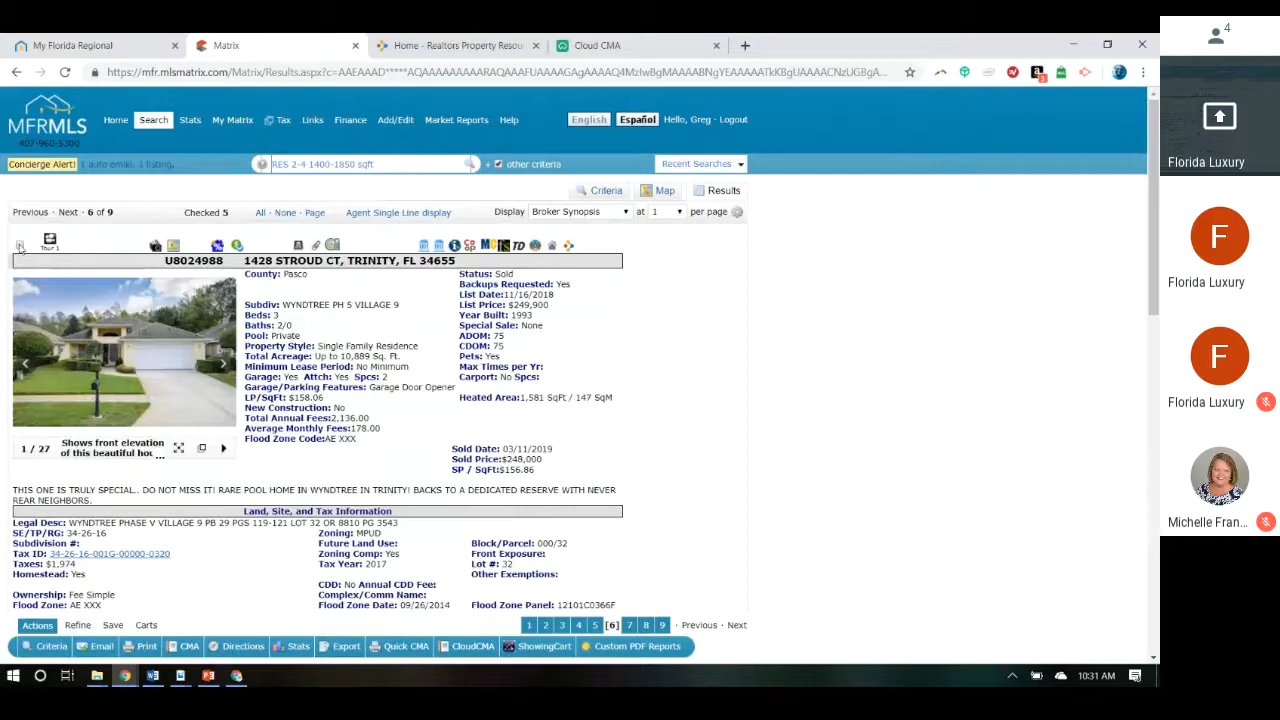 My Florida Regional
Matrix
Home - Realtors Property Resou
Cloud CMA
https://mfr.mlsmatrix.com/Matrix/Results.aspx?c=
MFRMLS
407-960-5300
Home Search Stats My Matrix Tax Links Finance Add/Edit Market Reports Help
English Español Hello, Greg · Logout
Concierge Alert! 1 auto email, 1 listing.
RES 2-4 1400-1850 sqft
+ other criteria
Recent Searches
Criteria Map Results
Previous · Next · 6 of 9 Checked 5 All · None · Page Agent Single Line display Display Broker Synopsis at 1 per page
Tour 1
U8024988 1428 STROUD CT, TRINITY, FL 34655
County: Pasco
Subdiv: WYNDTREE PH 5 VILLAGE 9
Beds: 3
Baths: 2/0
Pool: Private
Property Style: Single Family Residence
Total Acreage: Up to 10,889 Sq. Ft.
Minimum Lease Period: No Minimum
Garage: Yes Attch: Yes Spcs: 2
Garage/Parking Features: Garage Door Opener
LP/SqFt: $158.06
New Construction: No
Total Annual Fees:2,136.00
Average Monthly Fees:178.00
Flood Zone Code:AE XXX
Status: Sold
Backups Requested: Yes
List Date:11/16/2018
List Price: $249,900
Year Built: 1993
Special Sale: None
ADOM: 75
CDOM: 75
Pets: Yes
Max Times per Yr:
Carport: No Spcs:
Heated Area:1,581 SqFt / 147 SqM
Sold Date: 03/11/2019
Sold Price:$248,000
SP / SqFt:$156.86
1 / 27
Shows front elevation
of this beautiful hou ...
THIS ONE IS TRULY SPECIAL.. DO NOT MISS IT! RARE POOL HOME IN WYNDTREE IN TRINITY! BACKS TO A DEDICATED RESERVE WITH NEVER
REAR NEIGHBORS.
Land, Site, and Tax Information
Legal Desc: WYNDTREE PHASE V VILLAGE 9 PB 29 PGS 119-121 LOT 32 OR 8810 PG 3543
SE/TP/RG: 34-26-16
Subdivision #:
Tax ID: 34-26-16-001G-00000-0320
Taxes: $1,974
Homestead: Yes
Ownership: Fee Simple
Flood Zone: AE XXX
Zoning: MPUD
Future Land Use:
Zoning Comp: Yes
Tax Year: 2017
CDD: No Annual CDD Fee:
Complex/Comm Name:
Flood Zone Date: 09/26/2014
Block/Parcel: 000/32
Front Exposure:
Lot #: 32
Other Exemptions:
Flood Zone Panel: 12101C0366F
Actions Refine Save Carts
1 2 3 4 5 [6] 7 8 9 · Previous · Next
Criteria Email Print CMA Directions Stats Export Quick CMA CloudCMA ShowingCart Custom PDF Reports
10:31 AM
4
Florida Luxury
F
Florida Luxury
F
Florida Luxury
Michelle Fran...